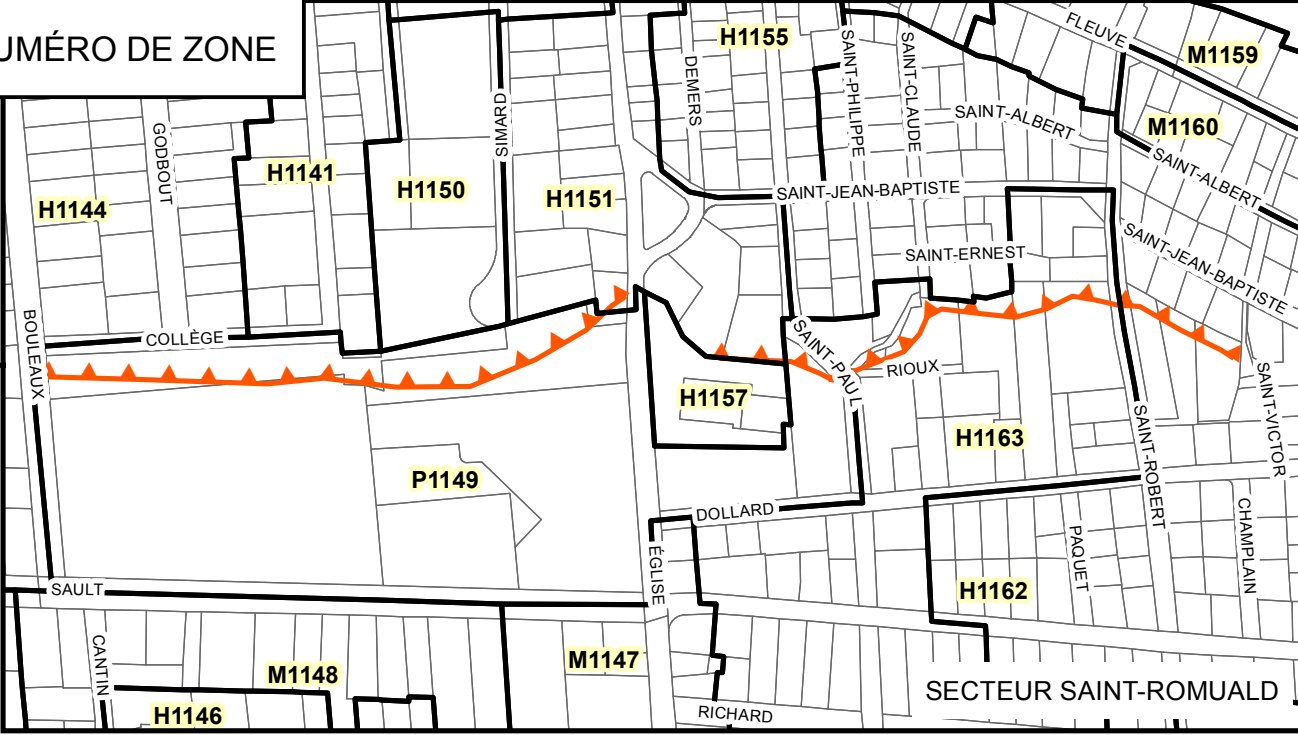 UMÉRO DE ZONE
H1155
FLEUVE
M1159
DEMERS
SAINT-PHILIPPE
SAINT-CLAUDE
SIMARD
SAINT-ALBERT
M1160
GODBOUT
H1141
H1150
H1151
SAINT-JEAN-BAPTISTE
SAINT-ALBERT
H1144
SAINT-ERNEST
SAINT-JEAN-BAPTISTE
BOULEAUX
COLLÈGE
SAINT-PAUL
RIOUX
SAINT-VICTOR
H1157
H1163
SAINT-ROBERT
P1149
DOLLARD
ÉGLISE
PAQUET
CHAMPLAIN
SAULT
H1162
CANTIN
M1148
M1147
H1146
RICHARD
SECTEUR SAINT-ROMUALD